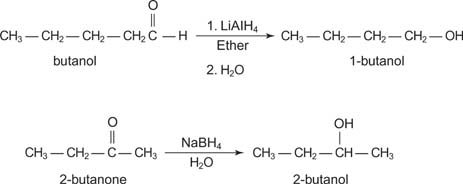 O
CH₃—CH₂—CH₂—CH₂C—H
1. LiAlH₄
Ether
2. H₂O
CH₃—CH₂—CH₂—CH₂—OH
butanol
1-butanol
O
CH₃—CH₂—C—CH₃
NaBH₄
H₂O
OH
CH₃—CH₂—CH—CH₃
2-butanone
2-butanol